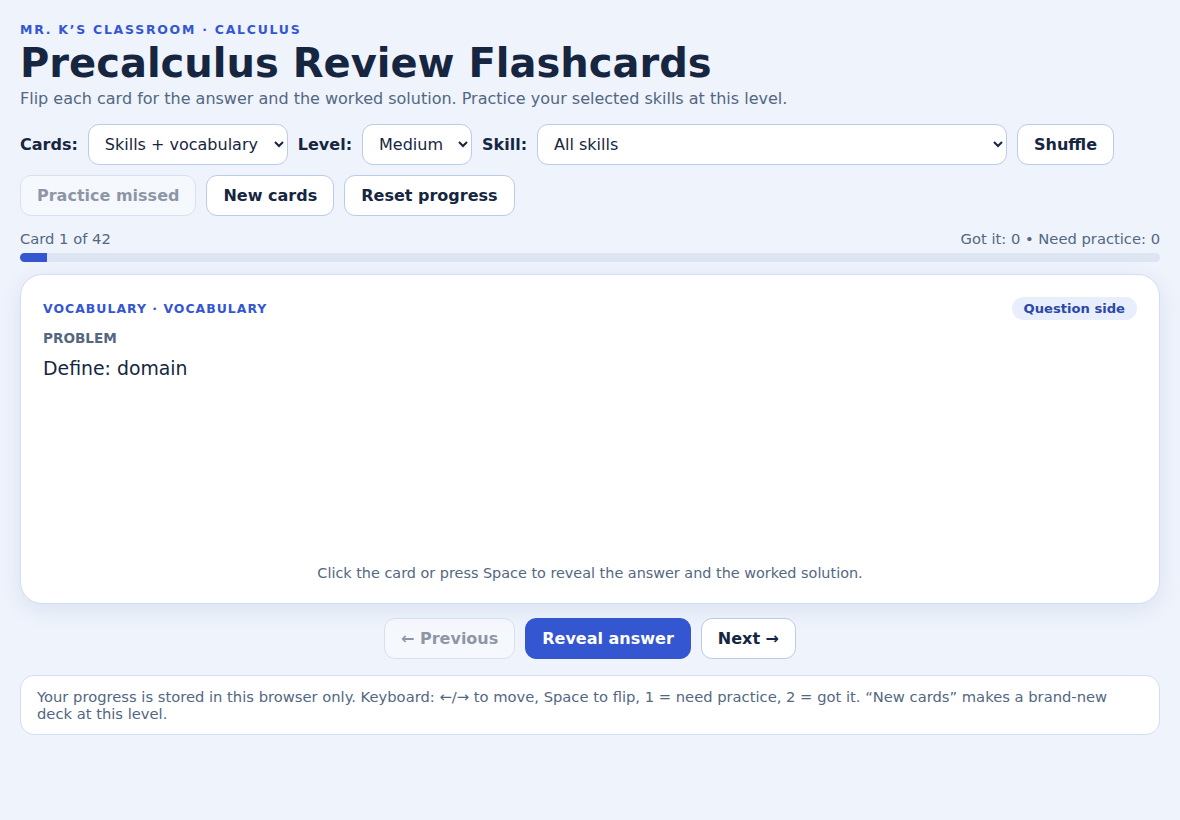 MR. K’S CLASSROOM · CALCULUS
Precalculus Review Flashcards
Flip each card for the answer and the worked solution. Practice your selected skills at this level.
Cards: Skills + vocabulary Level: Medium Skill: All skills Shuffle
Practice missed New cards Reset progress
Card 1 of 42 Got it: 0 • Need practice: 0
VOCABULARY · VOCABULARY Question side
PROBLEM
Define: domain
Click the card or press Space to reveal the answer and the worked solution.
← Previous Reveal answer Next →
Your progress is stored in this browser only. Keyboard: ←/→ to move, Space to flip, 1 = need practice, 2 = got it. “New cards” makes a brand-new
deck at this level.